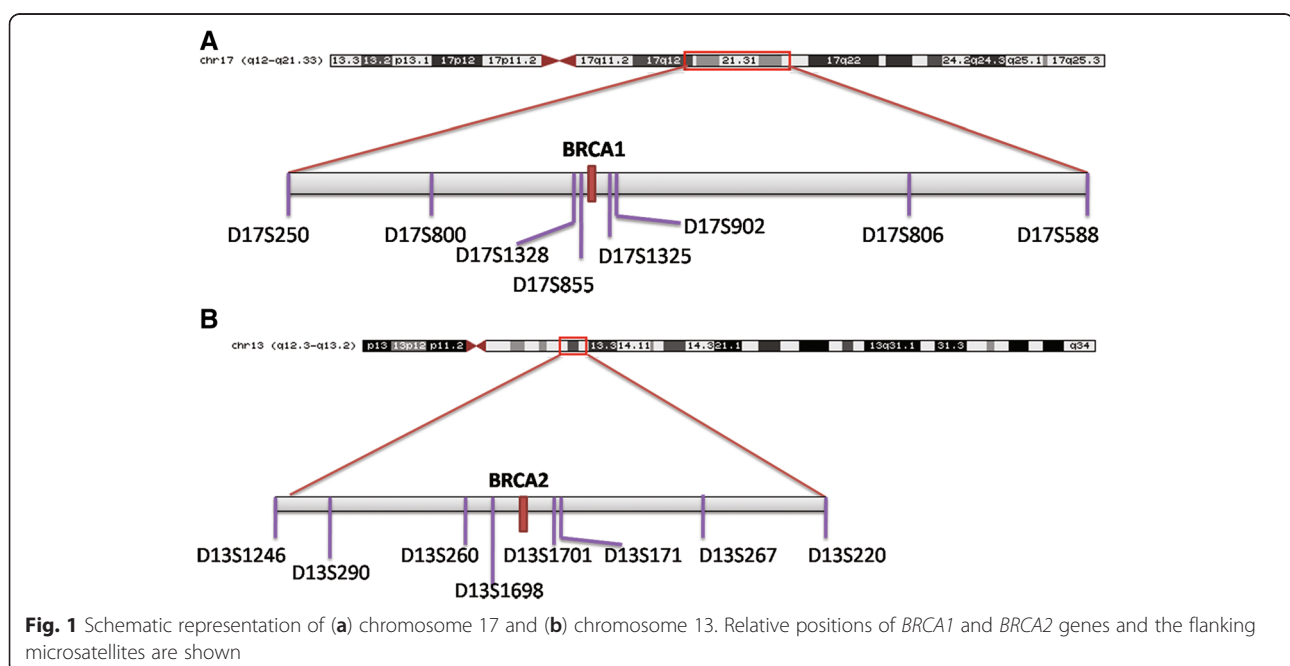 A
chr17 (q12-q21.33) 13.3 13.2 p13.1 17p12 17p11.2 17q11.2 17q12 21.31 17q22 24.2 q24.3 q25.1 17q25.3
BRCA1
D17S250 D17S800 D17S1328 D17S855 D17S1325 D17S902 D17S806 D17S588
B
chr13 (q12.3-q13.2) p13 13p12 p11.2 13.3 14.11 14.3 21.1 13q31.1 31.3 q34
BRCA2
D13S1246 D13S290 D13S260 D13S1698 D13S1701 D13S171 D13S267 D13S220
Fig. 1 Schematic representation of (a) chromosome 17 and (b) chromosome 13. Relative positions of BRCA1 and BRCA2 genes and the flanking
microsatellites are shown